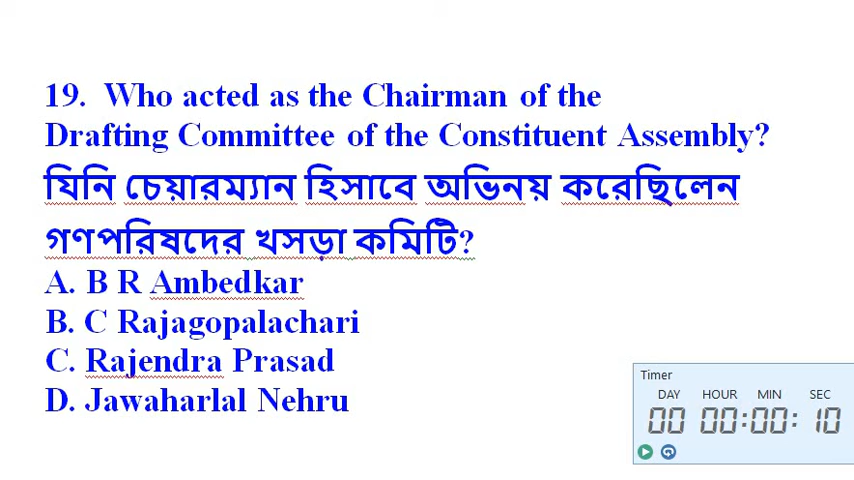 19. Who acted as the Chairman of the
Drafting Committee of the Constituent Assembly?
যিনি চেয়ারম্যান হিসাবে অভিনয় করেছিলেন
গণপরিষদের খসড়া কমিটি?
A. B R Ambedkar
B. C Rajagopalachari
C. Rajendra Prasad
D. Jawaharlal Nehru
Timer
DAY HOUR MIN SEC
00 00:00:10